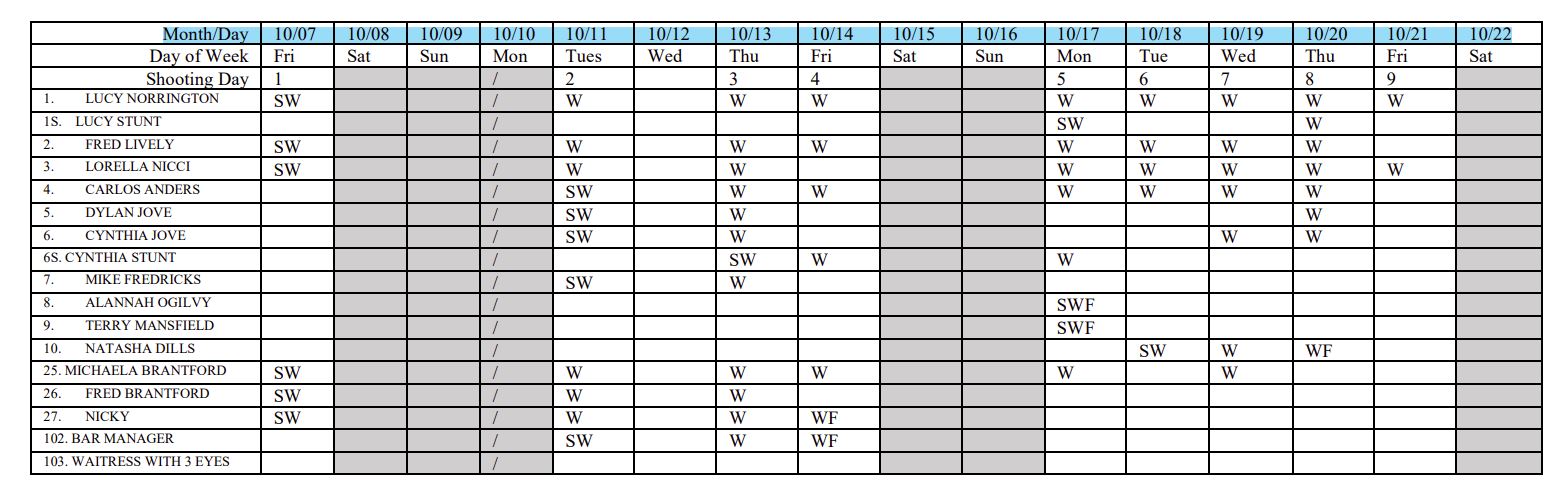 Month/Day 10/07 10/08 10/09 10/10 10/11 10/12 10/13 10/14 10/15 10/16 10/17 10/18 10/19 10/20 10/21 10/22
Day of Week Fri Sat Sun Mon Tues Wed Thu Fri Sat Sun Mon Tue Wed Thu Fri Sat
Shooting Day 1 / 2 3 4 5 6 7 8 9
1. LUCY NORRINGTON SW / W W W W W W W W
1S. LUCY STUNT / SW W
2. FRED LIVELY SW / W W W W W W W
3. LORELLA NICCI SW / W W W W W W W
4. CARLOS ANDERS / SW W W W W W W
5. DYLAN JOVE / SW W W
6. CYNTHIA JOVE / SW W W W
6S. CYNTHIA STUNT / SW W W
7. MIKE FREDRICKS / SW W
8. ALANNAH OGILVY / SWF
9. TERRY MANSFIELD / SWF
10. NATASHA DILLS / SW W WF
25. MICHAELA BRANTFORD SW / W W W W W
26. FRED BRANTFORD SW / W W
27. NICKY SW / W W WF
102. BAR MANAGER / SW W WF
103. WAITRESS WITH 3 EYES /